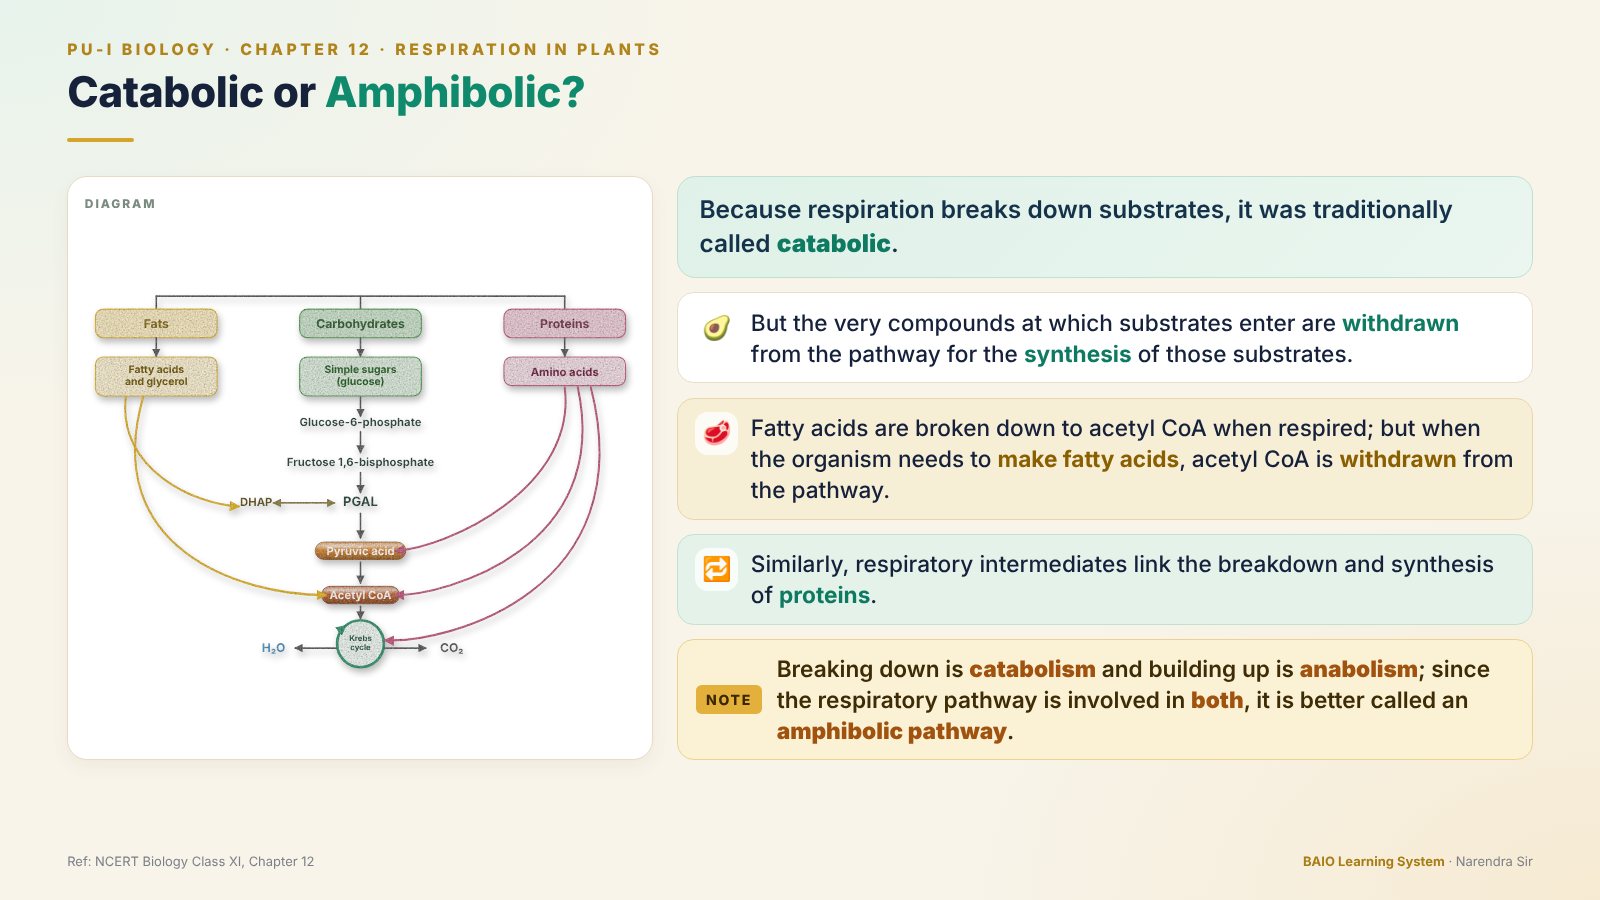 PU-I BIOLOGY · CHAPTER 12 · RESPIRATION IN PLANTS
Catabolic or Amphibolic?
DIAGRAM
Fats
Carbohydrates
Proteins
Fatty acids
and glycerol
Simple sugars
(glucose)
Amino acids
Glucose-6-phosphate
Fructose 1,6-bisphosphate
DHAP
PGAL
Pyruvic acid
Acetyl CoA
Krebs
cycle
H₂O
CO₂
Because respiration breaks down substrates, it was traditionally
called catabolic.
But the very compounds at which substrates enter are withdrawn
from the pathway for the synthesis of those substrates.
Fatty acids are broken down to acetyl CoA when respired; but when
the organism needs to make fatty acids, acetyl CoA is withdrawn from
the pathway.
Similarly, respiratory intermediates link the breakdown and synthesis
of proteins.
NOTE
Breaking down is catabolism and building up is anabolism; since
the respiratory pathway is involved in both, it is better called an
amphibolic pathway.
Ref: NCERT Biology Class XI, Chapter 12
BAIO Learning System · Narendra Sir